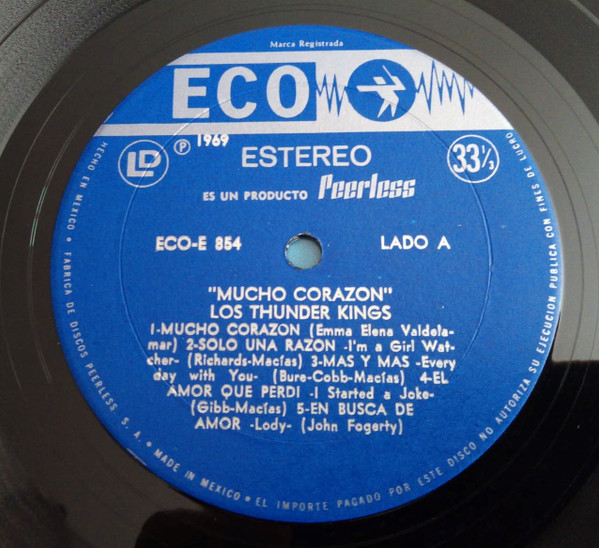 Marca Registrada
ECO
LD
℗ 1969
ESTEREO
33 1/3
ES UN PRODUCTO Peerless
ECO-E 854
LADO A
"MUCHO CORAZON"
LOS THUNDER KINGS
1-MUCHO CORAZON (Emma Elena Valdela-
mar) 2-SOLO UNA RAZON -I'm a Girl Wat-
cher- (Richards-Macías) 3-MAS Y MAS -Every
day with You- (Bure-Cobb-Macías) 4-EL
AMOR QUE PERDI -I Started a Joke-
(Gibb-Macías) 5-EN BUSCA DE
AMOR -Lody- (John Fogerty)
HECHO EN MEXICO • FABRICA DE DISCOS PEERLESS S. A. • MADE IN MEXICO • EL IMPORTE PAGADO POR ESTE DISCO NO AUTORIZA SU EJECUCION PUBLICA CON FINES DE LUCRO